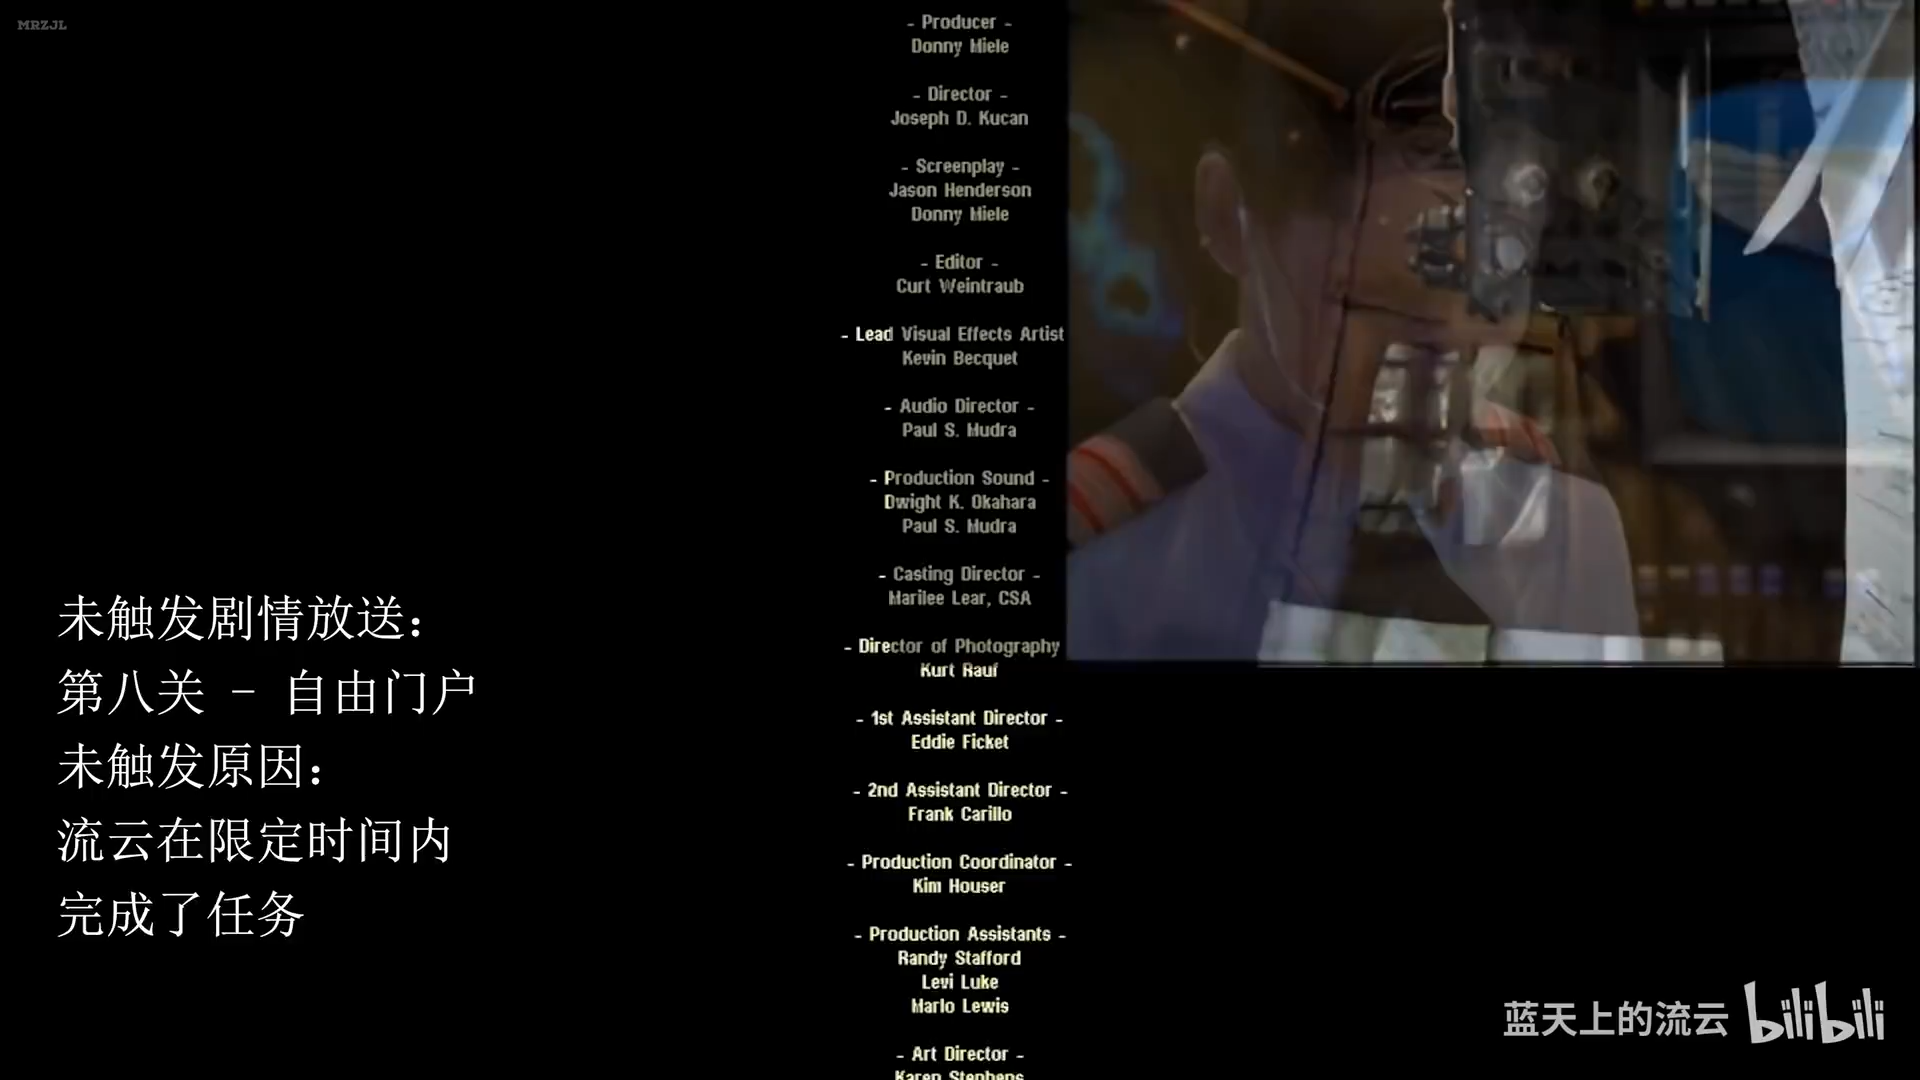 MRZJL
- Producer -
Donny Miele
- Director -
Joseph D. Kucan
- Screenplay -
Jason Henderson
Donny Miele
- Editor -
Curt Weintraub
- Lead Visual Effects Artist
Kevin Becquet
- Audio Director -
Paul S. Mudra
- Production Sound -
Dwight K. Okahara
Paul S. Mudra
- Casting Director -
Marilee Lear, CSA
- Director of Photography
Kurt Rauf
- 1st Assistant Director -
Eddie Ficket
- 2nd Assistant Director -
Frank Carillo
- Production Coordinator -
Kim Houser
- Production Assistants -
Randy Stafford
Levi Luke
Marlo Lewis
- Art Director -
Karen Stephens
未触发剧情放送：
第八关 - 自由门户
未触发原因：
流云在限定时间内
完成了任务
蓝天上的流云 bilibili